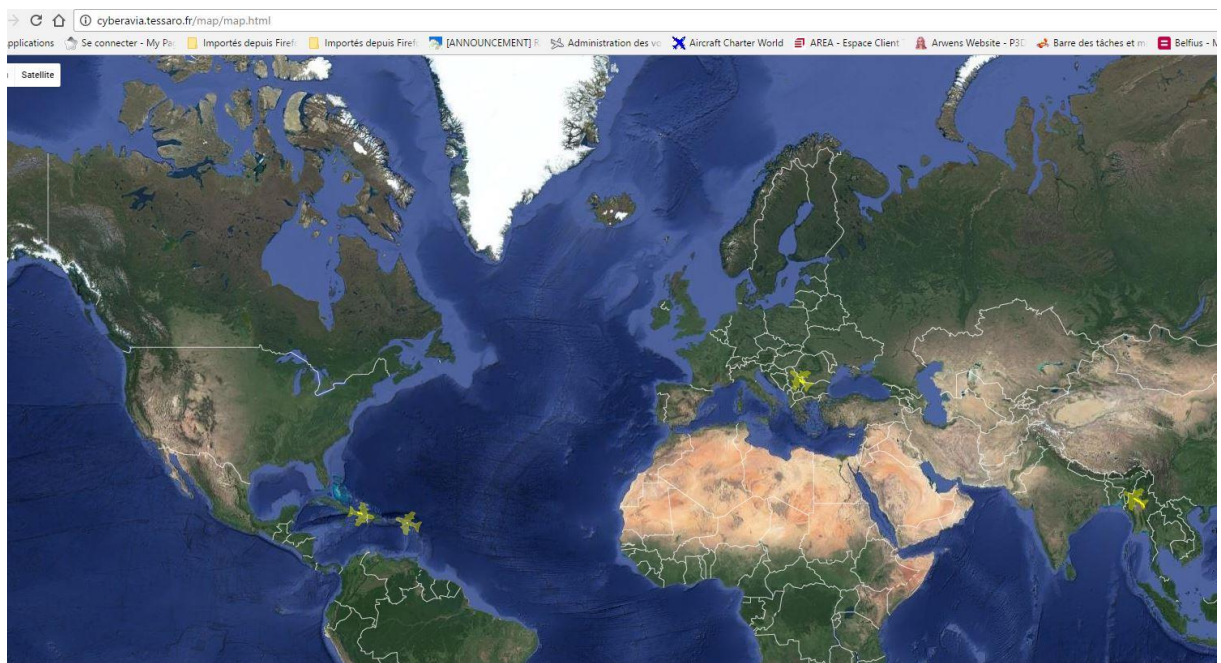 cyberavia.tessaro.fr/map/map.html
pplications Se connecter - My Pa Importés depuis Firef Importés depuis Firef [ANNOUNCEMENT] R Administration des vo Aircraft Charter World AREA - Espace Client Arwens Website - P3D Barre des tâches et m Belfius - M
Satellite